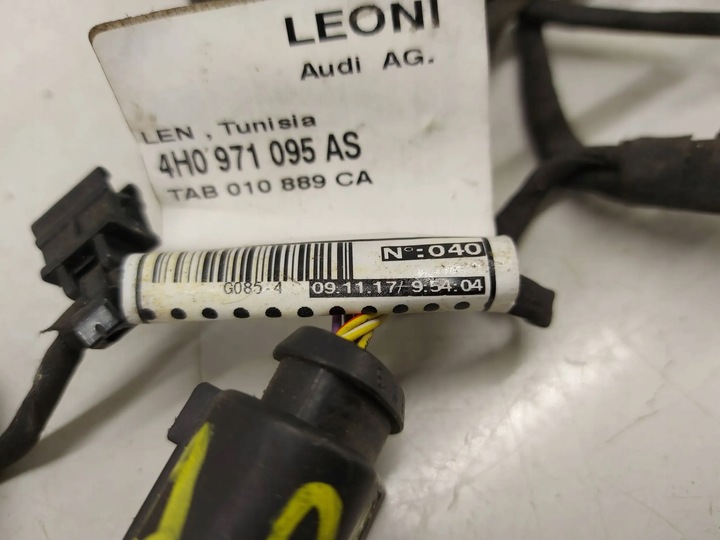 LEONI
Audi AG.
LEN , Tunisia
4H0 971 095 AS
TAB 010 889 CA
N°:040
G085-4 09.11.17/ 9:54:04